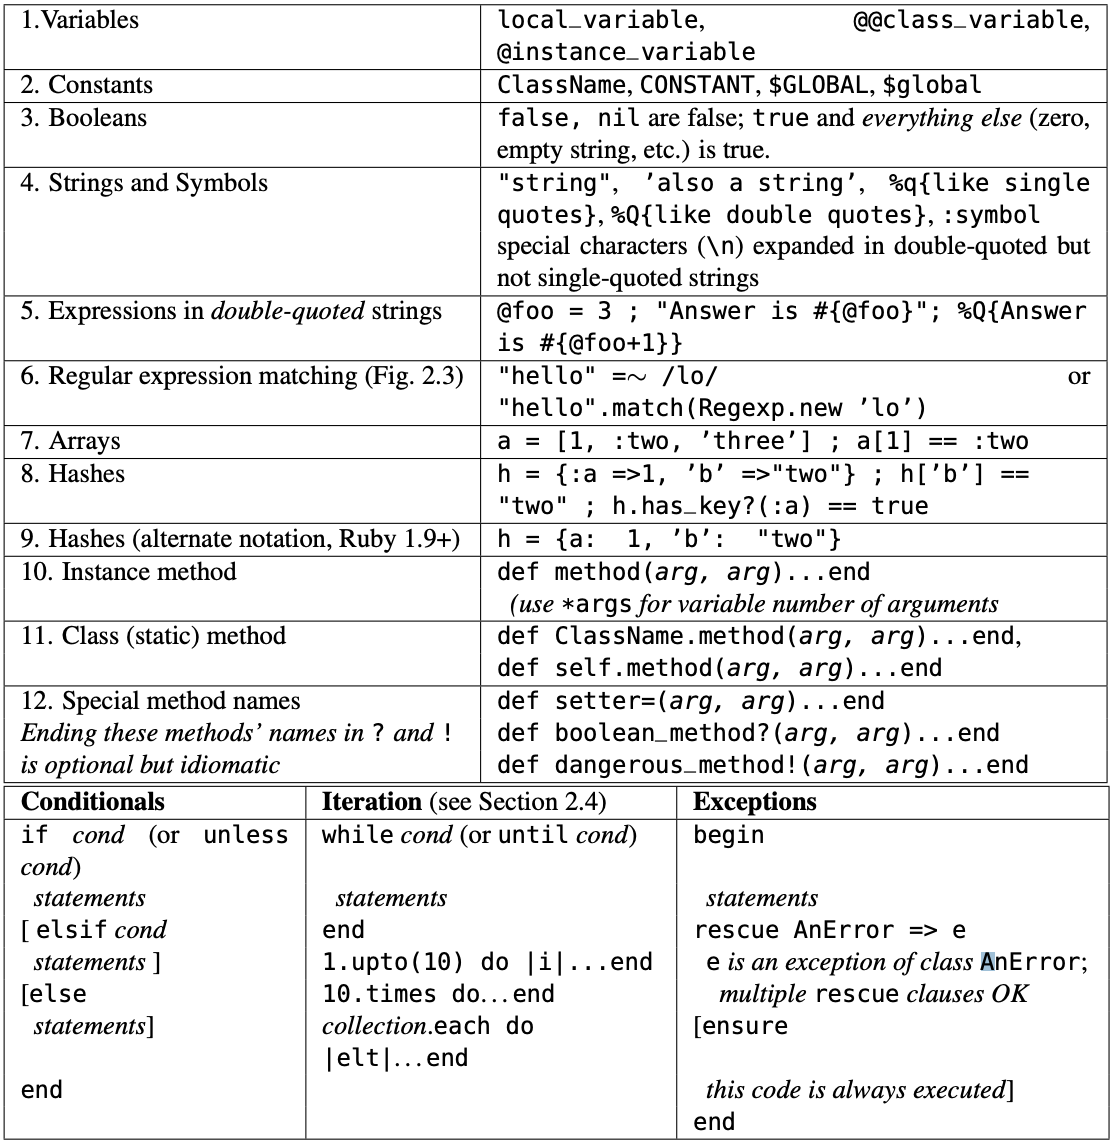 1.Variables
local_variable, @@class_variable,
@instance_variable
2. Constants
ClassName, CONSTANT, $GLOBAL, $global
3. Booleans
false, nil are false; true and everything else (zero,
empty string, etc.) is true.
4. Strings and Symbols
"string", ’also a string’, %q{like single
quotes}, %Q{like double quotes}, :symbol
special characters (\n) expanded in double-quoted but
not single-quoted strings
5. Expressions in double-quoted strings
@foo = 3 ; "Answer is #{@foo}"; %Q{Answer
is #{@foo+1}}
6. Regular expression matching (Fig. 2.3)
"hello" =∼ /lo/ or
"hello".match(Regexp.new ’lo’)
7. Arrays
a = [1, :two, ’three’] ; a[1] == :two
8. Hashes
h = {:a =>1, ’b’ =>"two"} ; h[’b’] ==
"two" ; h.has_key?(:a) == true
9. Hashes (alternate notation, Ruby 1.9+)
h = {a: 1, ’b’: "two"}
10. Instance method
def method(arg, arg)...end
(use *args for variable number of arguments
11. Class (static) method
def ClassName.method(arg, arg)...end,
def self.method(arg, arg)...end
12. Special method names
Ending these methods’ names in ? and !
is optional but idiomatic
def setter=(arg, arg)...end
def boolean_method?(arg, arg)...end
def dangerous_method!(arg, arg)...end
Conditionals
if cond (or unless
cond)
statements
[ elsif cond
statements ]
[else
statements]
end
Iteration (see Section 2.4)
while cond (or until cond)
statements
end
1.upto(10) do |i|...end
10.times do...end
collection.each do
|elt|...end
Exceptions
begin
statements
rescue AnError => e
e is an exception of class AnError;
multiple rescue clauses OK
[ensure
this code is always executed]
end